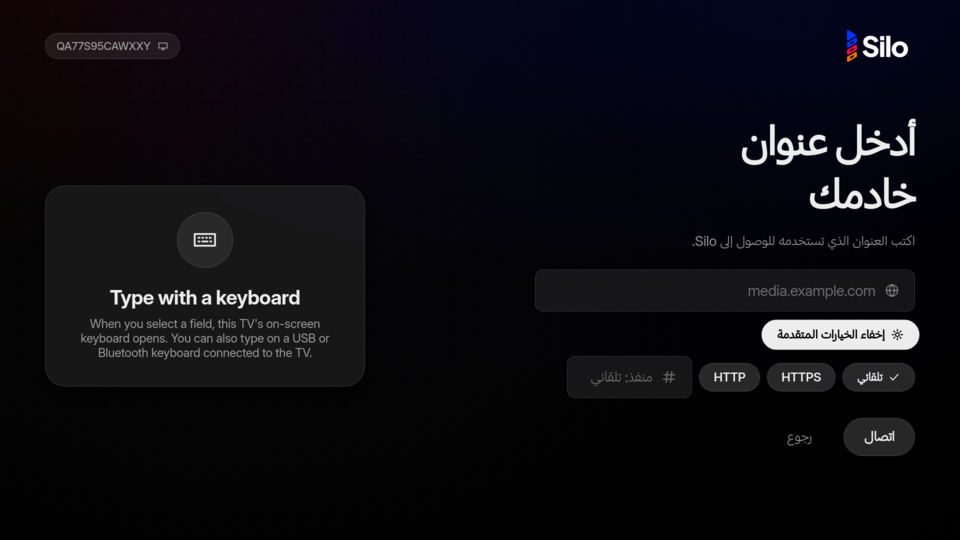 Silo
QA77S95CAWXXY
أدخل عنوان
خادمك
اكتب العنوان الذي تستخدمه للوصول إلى Silo.
media.example.com
إخفاء الخيارات المتقدمة
تلقائي
HTTPS
HTTP
منفذ: تلقائي
اتصال
رجوع
Type with a keyboard
When you select a field, this TV's on-screen
keyboard opens. You can also type on a USB or
Bluetooth keyboard connected to the TV.